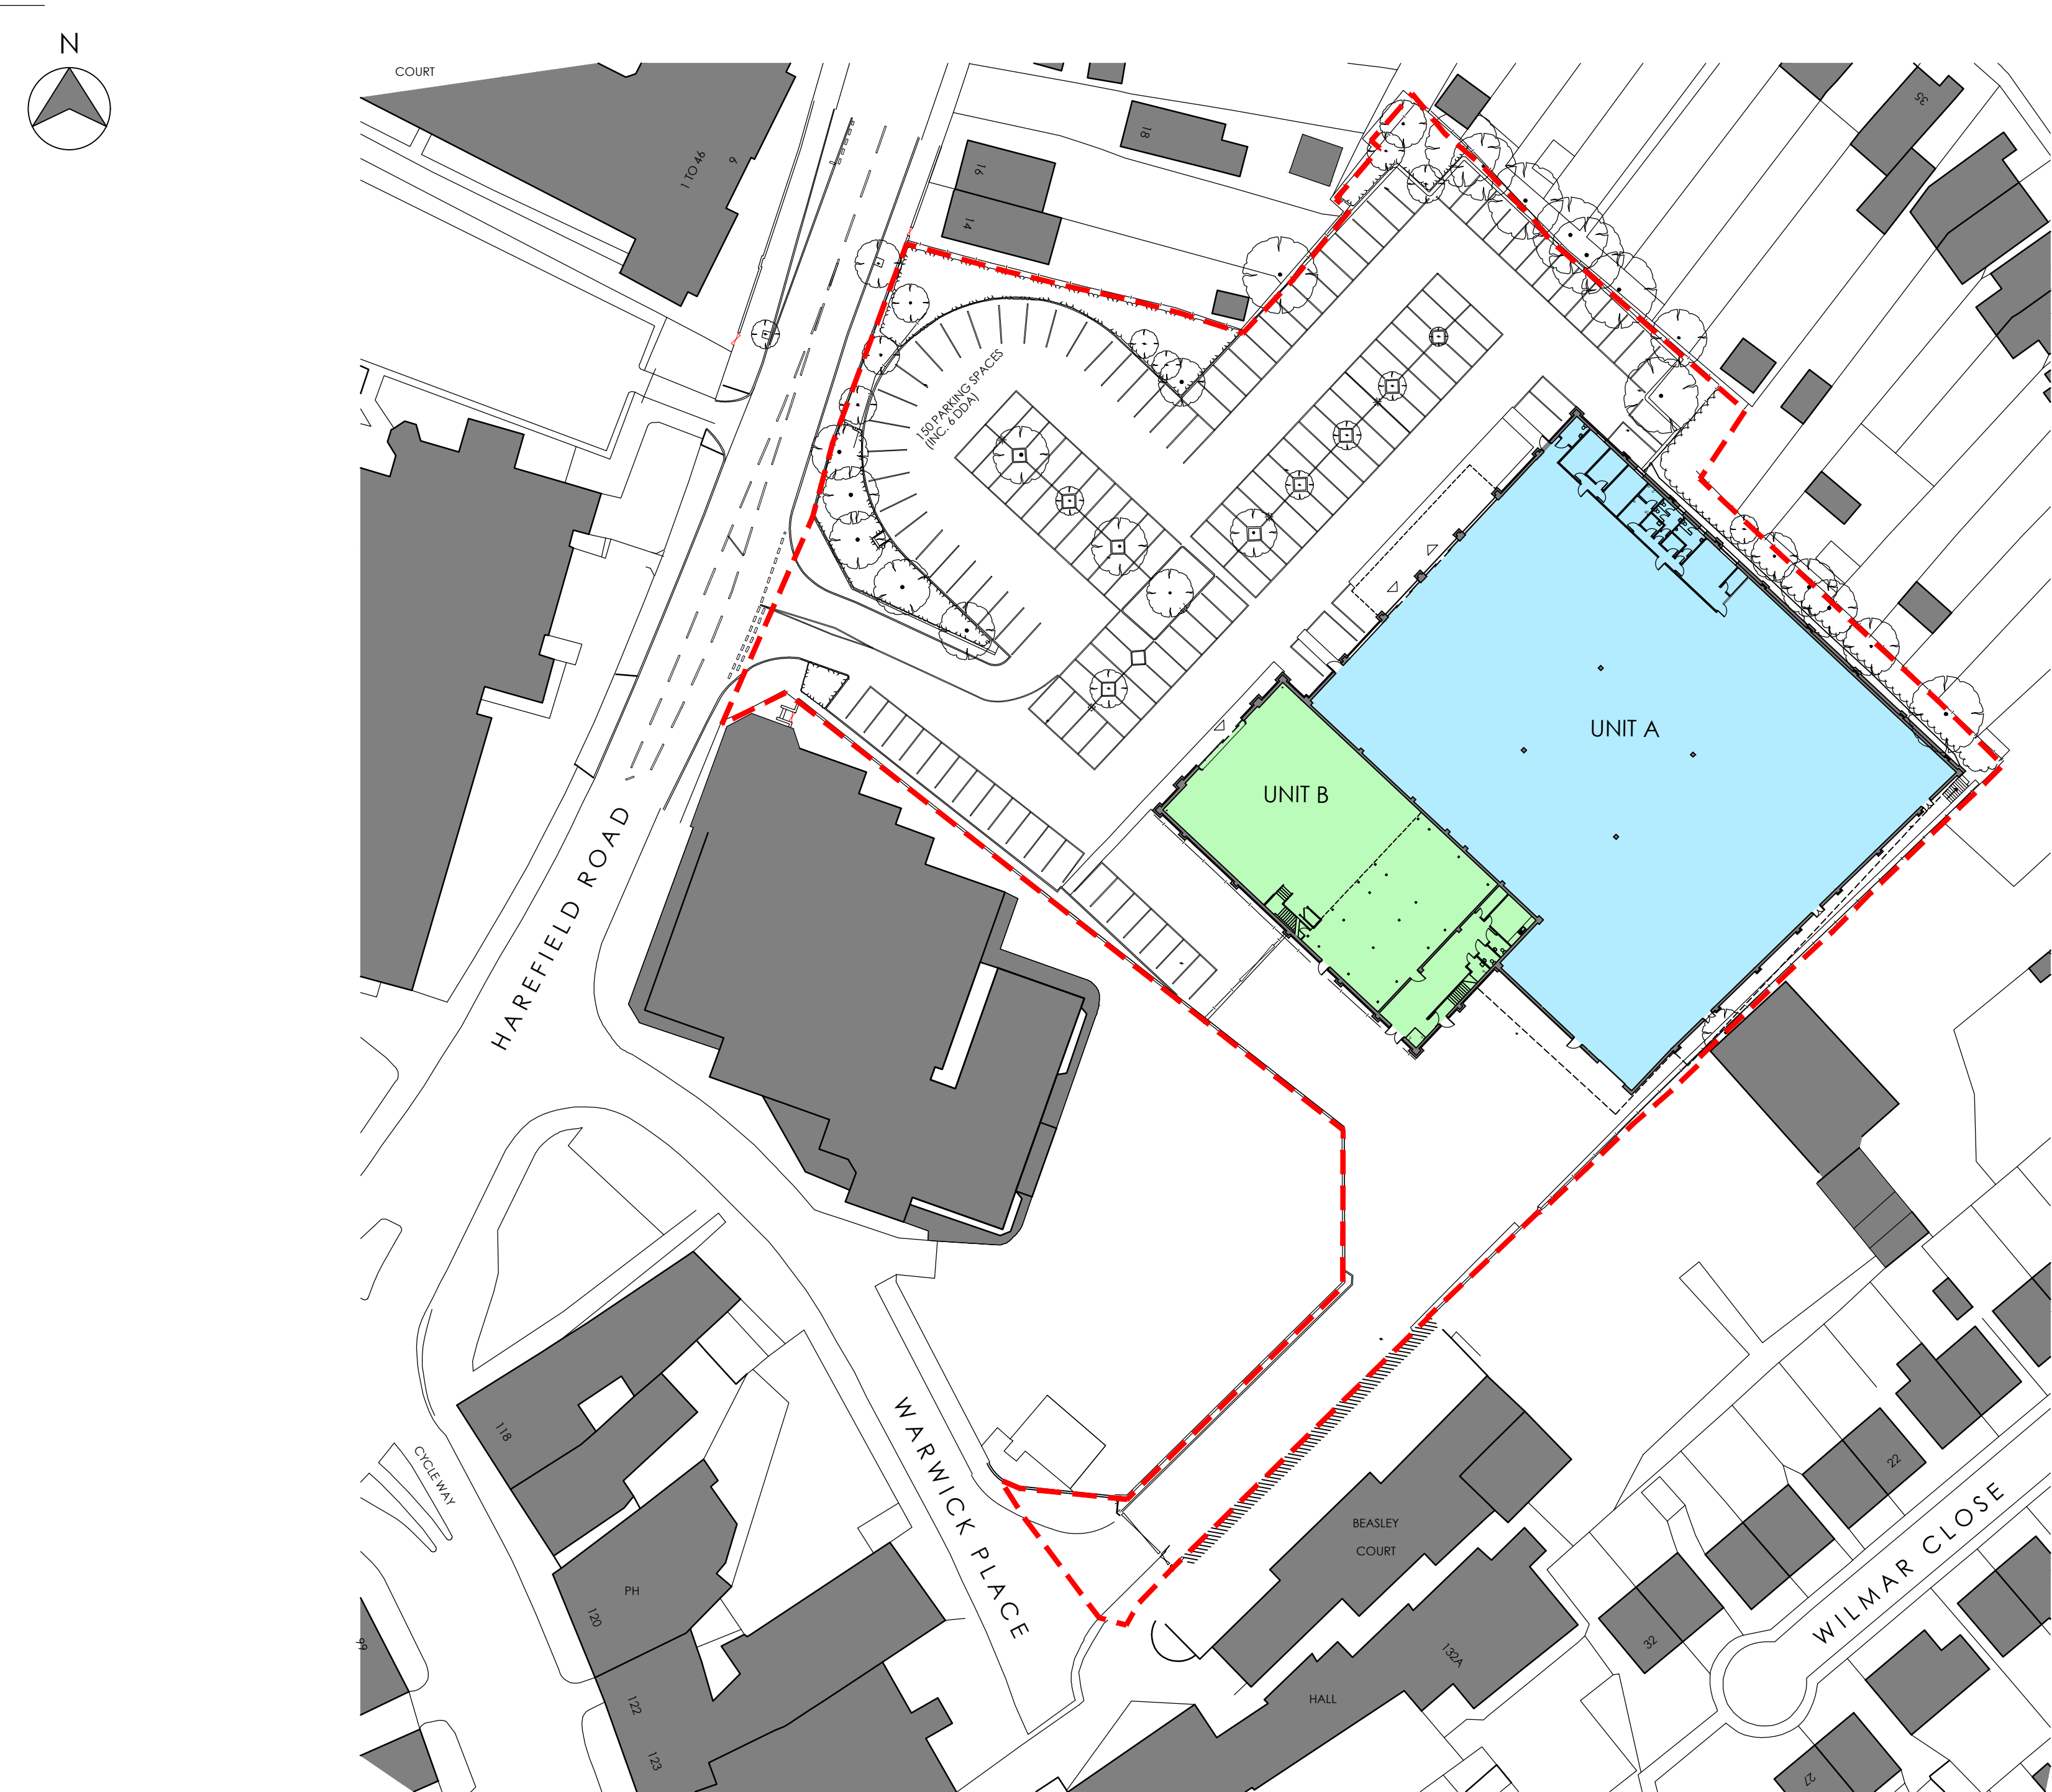 N
COURT
1 TO 46
6
16
14
18
35
150 PARKING SPACES
(INC. 6 DDA)
UNIT A
UNIT B
HAREFIELD ROAD
WARWICK PLACE
CYCLE WAY
118
PH
120
122
123
99
BEASLEY
COURT
132A
HALL
WILMAR CLOSE
22
32
27